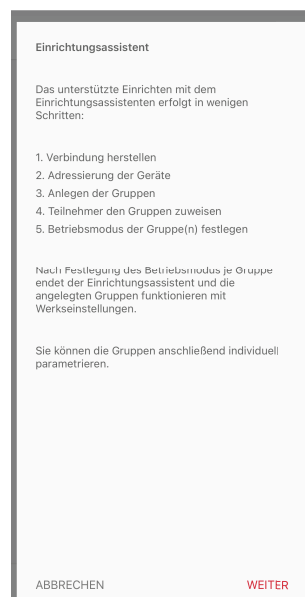 Einrichtungsassistent
Das unterstützte Einrichten mit dem
Einrichtungsassistenten erfolgt in wenigen
Schritten:
1. Verbindung herstellen
2. Adressierung der Geräte
3. Anlegen der Gruppen
4. Teilnehmer den Gruppen zuweisen
5. Betriebsmodus der Gruppe(n) festlegen
Nach Festlegung des Betriebsmodus je Gruppe
endet der Einrichtungsassistent und die
angelegten Gruppen funktionieren mit
Werkseinstellungen.
Sie können die Gruppen anschließend individuell
parametrieren.
ABBRECHEN
WEITER